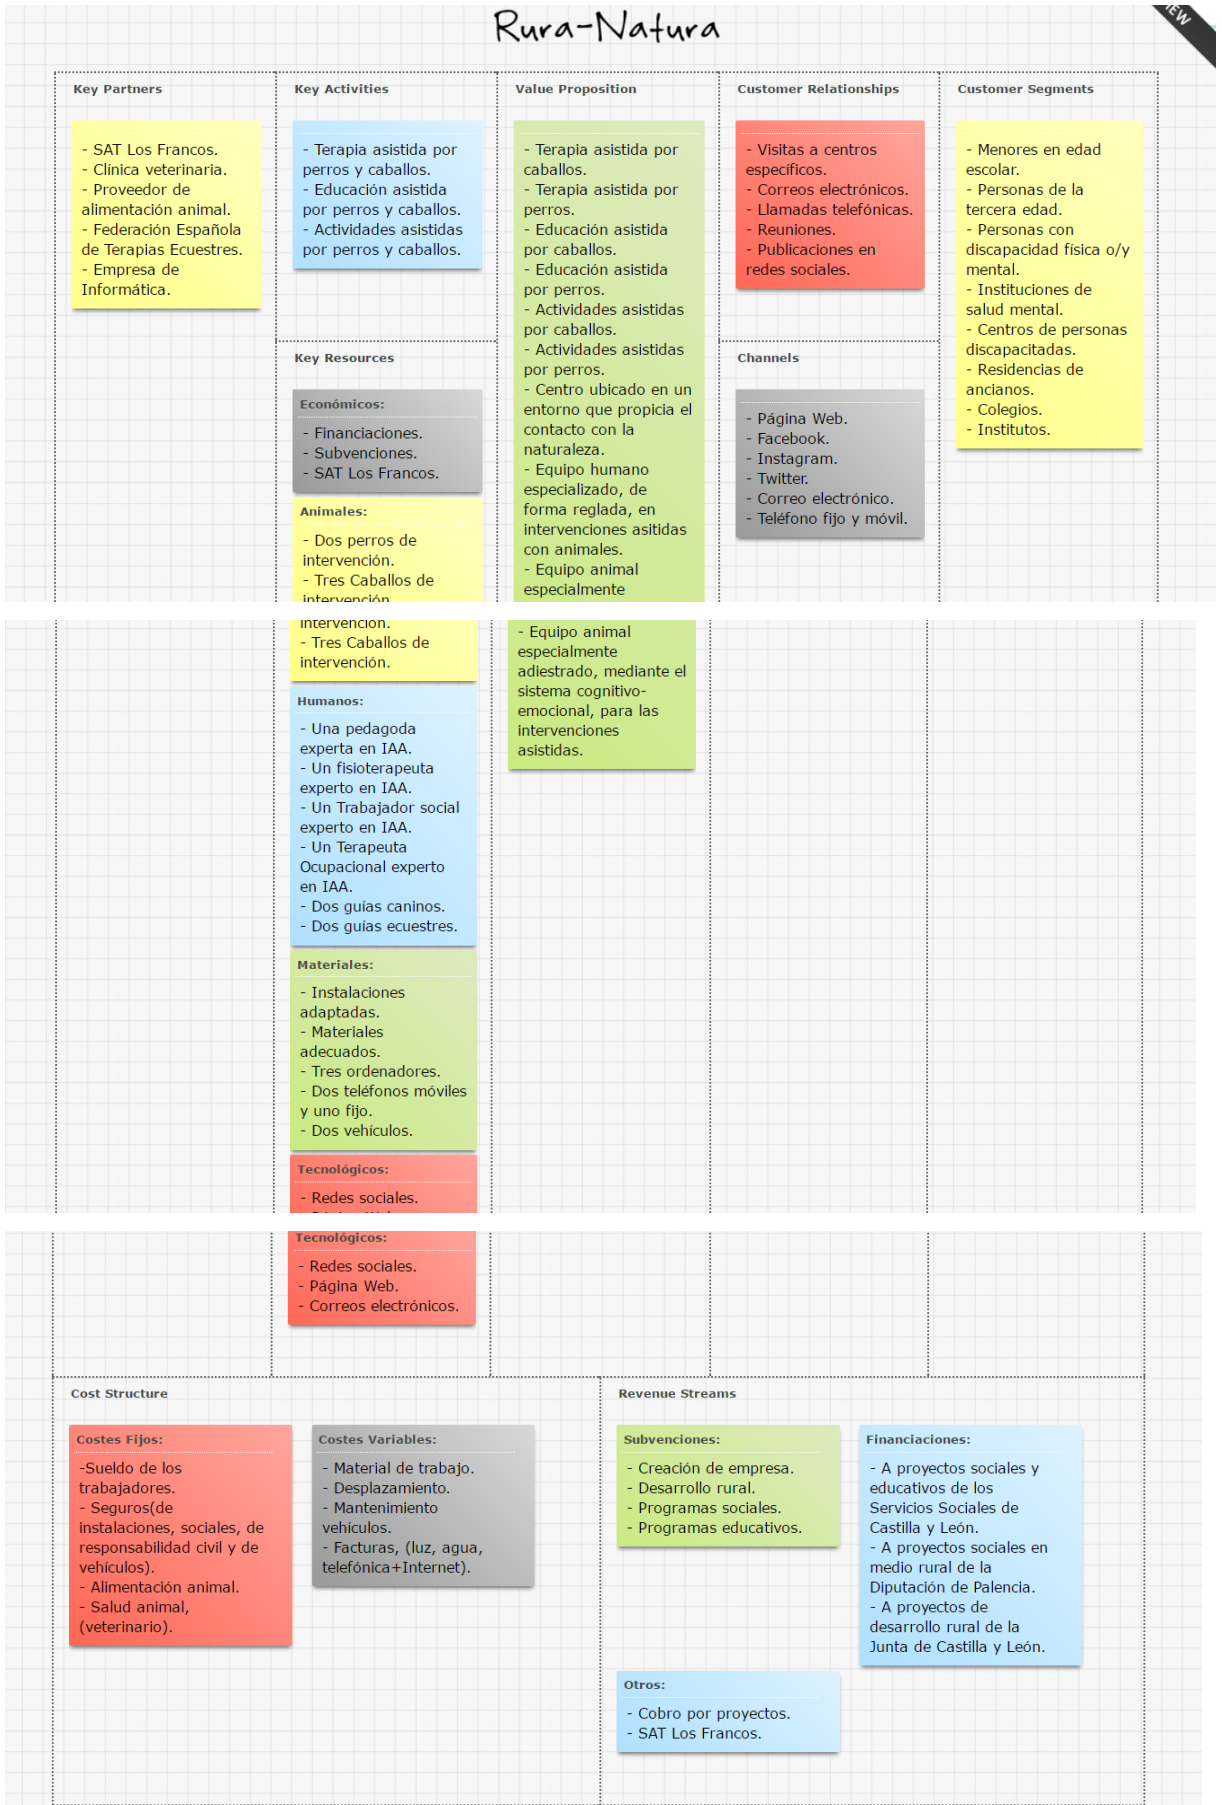 Rura-Natura
EW
Key Partners
- SAT Los Francos.
- Clínica veterinaria.
- Proveedor de
alimentación animal.
- Federación Española
de Terapias Ecuestres.
- Empresa de
Informática.
Key Activities
- Terapia asistida por
perros y caballos.
- Educación asistida
por perros y caballos.
- Actividades asistidas
por perros y caballos.
Key Resources
Económicos:
- Financiaciones.
- Subvenciones.
- SAT Los Francos.
Animales:
- Dos perros de
intervención.
- Tres Caballos de
intervención
Value Proposition
- Terapia asistida por
caballos.
- Terapia asistida por
perros.
- Educación asistida
por caballos.
- Educación asistida
por perros.
- Actividades asistidas
por caballos.
- Actividades asistidas
por perros.
- Centro ubicado en un
entorno que propicia el
contacto con la
naturaleza.
- Equipo humano
especializado, de
forma reglada, en
intervenciones asitidas
con animales.
- Equipo animal
especialmente
Customer Relationships
- Visitas a centros
específicos.
- Correos electrónicos.
- Llamadas telefónicas.
- Reuniones.
- Publicaciones en
redes sociales.
Channels
- Página Web.
- Facebook.
- Instagram.
- Twitter.
- Correo electrónico.
- Teléfono fijo y móvil.
Customer Segments
- Menores en edad
escolar.
- Personas de la
tercera edad.
- Personas con
discapacidad física o/y
mental.
- Instituciones de
salud mental.
- Centros de personas
discapacitadas.
- Residencias de
ancianos.
- Colegios.
- Institutos.
intervención.
- Tres Caballos de
intervención.
Humanos:
- Una pedagoda
experta en IAA.
- Un fisioterapeuta
experto en IAA.
- Un Trabajador social
experto en IAA.
- Un Terapeuta
Ocupacional experto
en IAA.
- Dos guías caninos.
- Dos guías ecuestres.
Materiales:
- Instalaciones
adaptadas.
- Materiales
adecuados.
- Tres ordenadores.
- Dos teléfonos móviles
y uno fijo.
- Dos vehículos.
Tecnológicos:
- Redes sociales.
- Equipo animal
especialmente
adiestrado, mediante el
sistema cognitivo-
emocional, para las
intervenciones
asistidas.
Tecnológicos:
- Redes sociales.
- Página Web.
- Correos electrónicos.
Cost Structure
Costes Fijos:
-Sueldo de los
trabajadores.
- Seguros(de
instalaciones, sociales, de
responsabilidad civil y de
vehículos).
- Alimentación animal.
- Salud animal,
(veterinario).
Costes Variables:
- Material de trabajo.
- Desplazamiento.
- Mantenimiento
vehículos.
- Facturas, (luz, agua,
telefónica+Internet).
Revenue Streams
Subvenciones:
- Creación de empresa.
- Desarrollo rural.
- Programas sociales.
- Programas educativos.
Financiaciones:
- A proyectos sociales y
educativos de los
Servicios Sociales de
Castilla y León.
- A proyectos sociales en
medio rural de la
Diputación de Palencia.
- A proyectos de
desarrollo rural de la
Junta de Castilla y León.
Otros:
- Cobro por proyectos.
- SAT Los Francos.